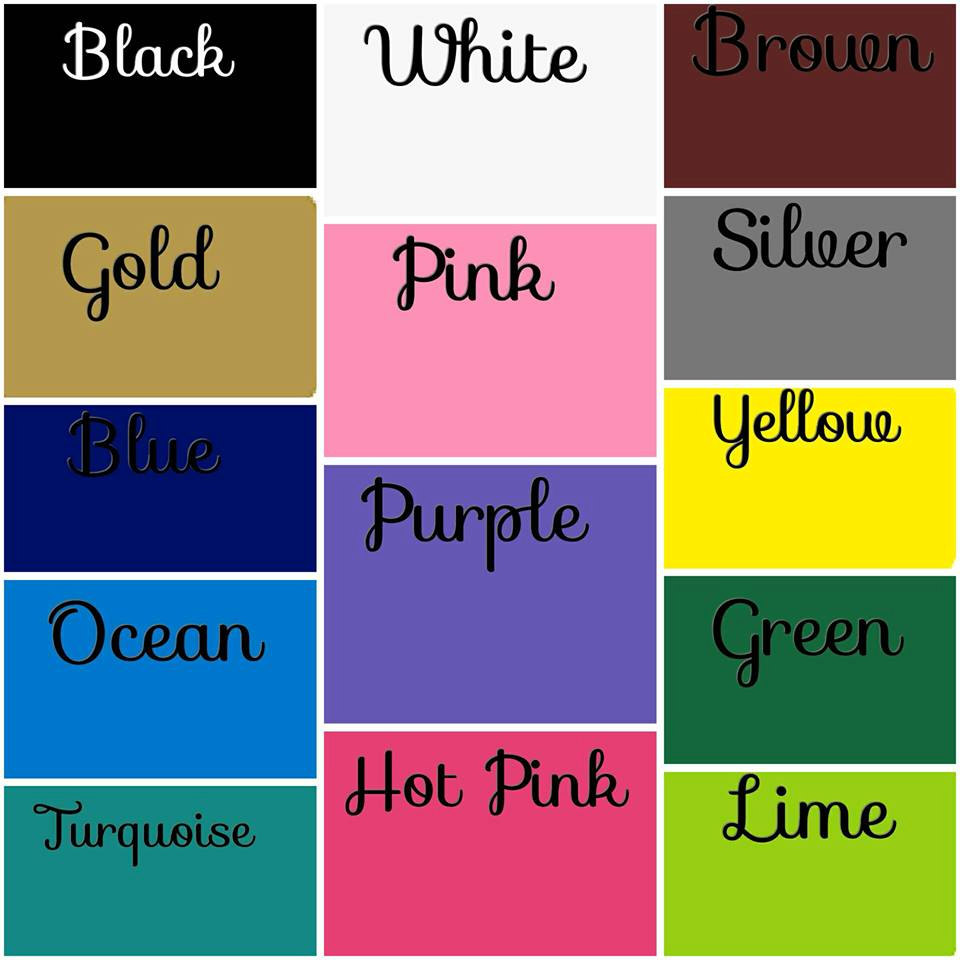 Black
White
Brown
Gold
Pink
Silver
Blue
Purple
Yellow
Ocean
Green
Turquoise
Hot Pink
Lime